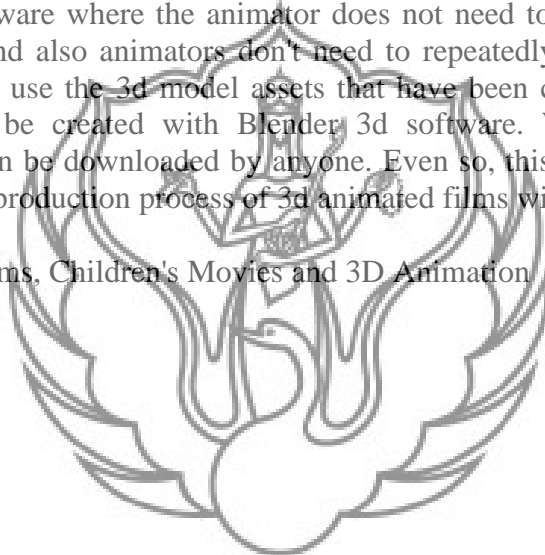 ware where the animator does not need to
nd also animators don't need to repeatedly
use the 3d model assets that have been c
be created with Blender 3d software.
n be downloaded by anyone. Even so, this
production process of 3d animated films wi
ms, Children's Movies and 3D Animation